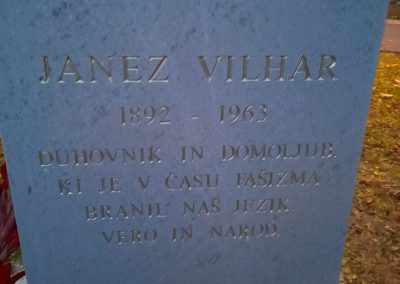 JANEZ VILHAR
1892 - 1963
DUHOVNIK IN DOMOLJUB,
KI JE V ČASU FAŠIZMA
BRANIL NAŠ JEZIK,
VERO IN NAROD.